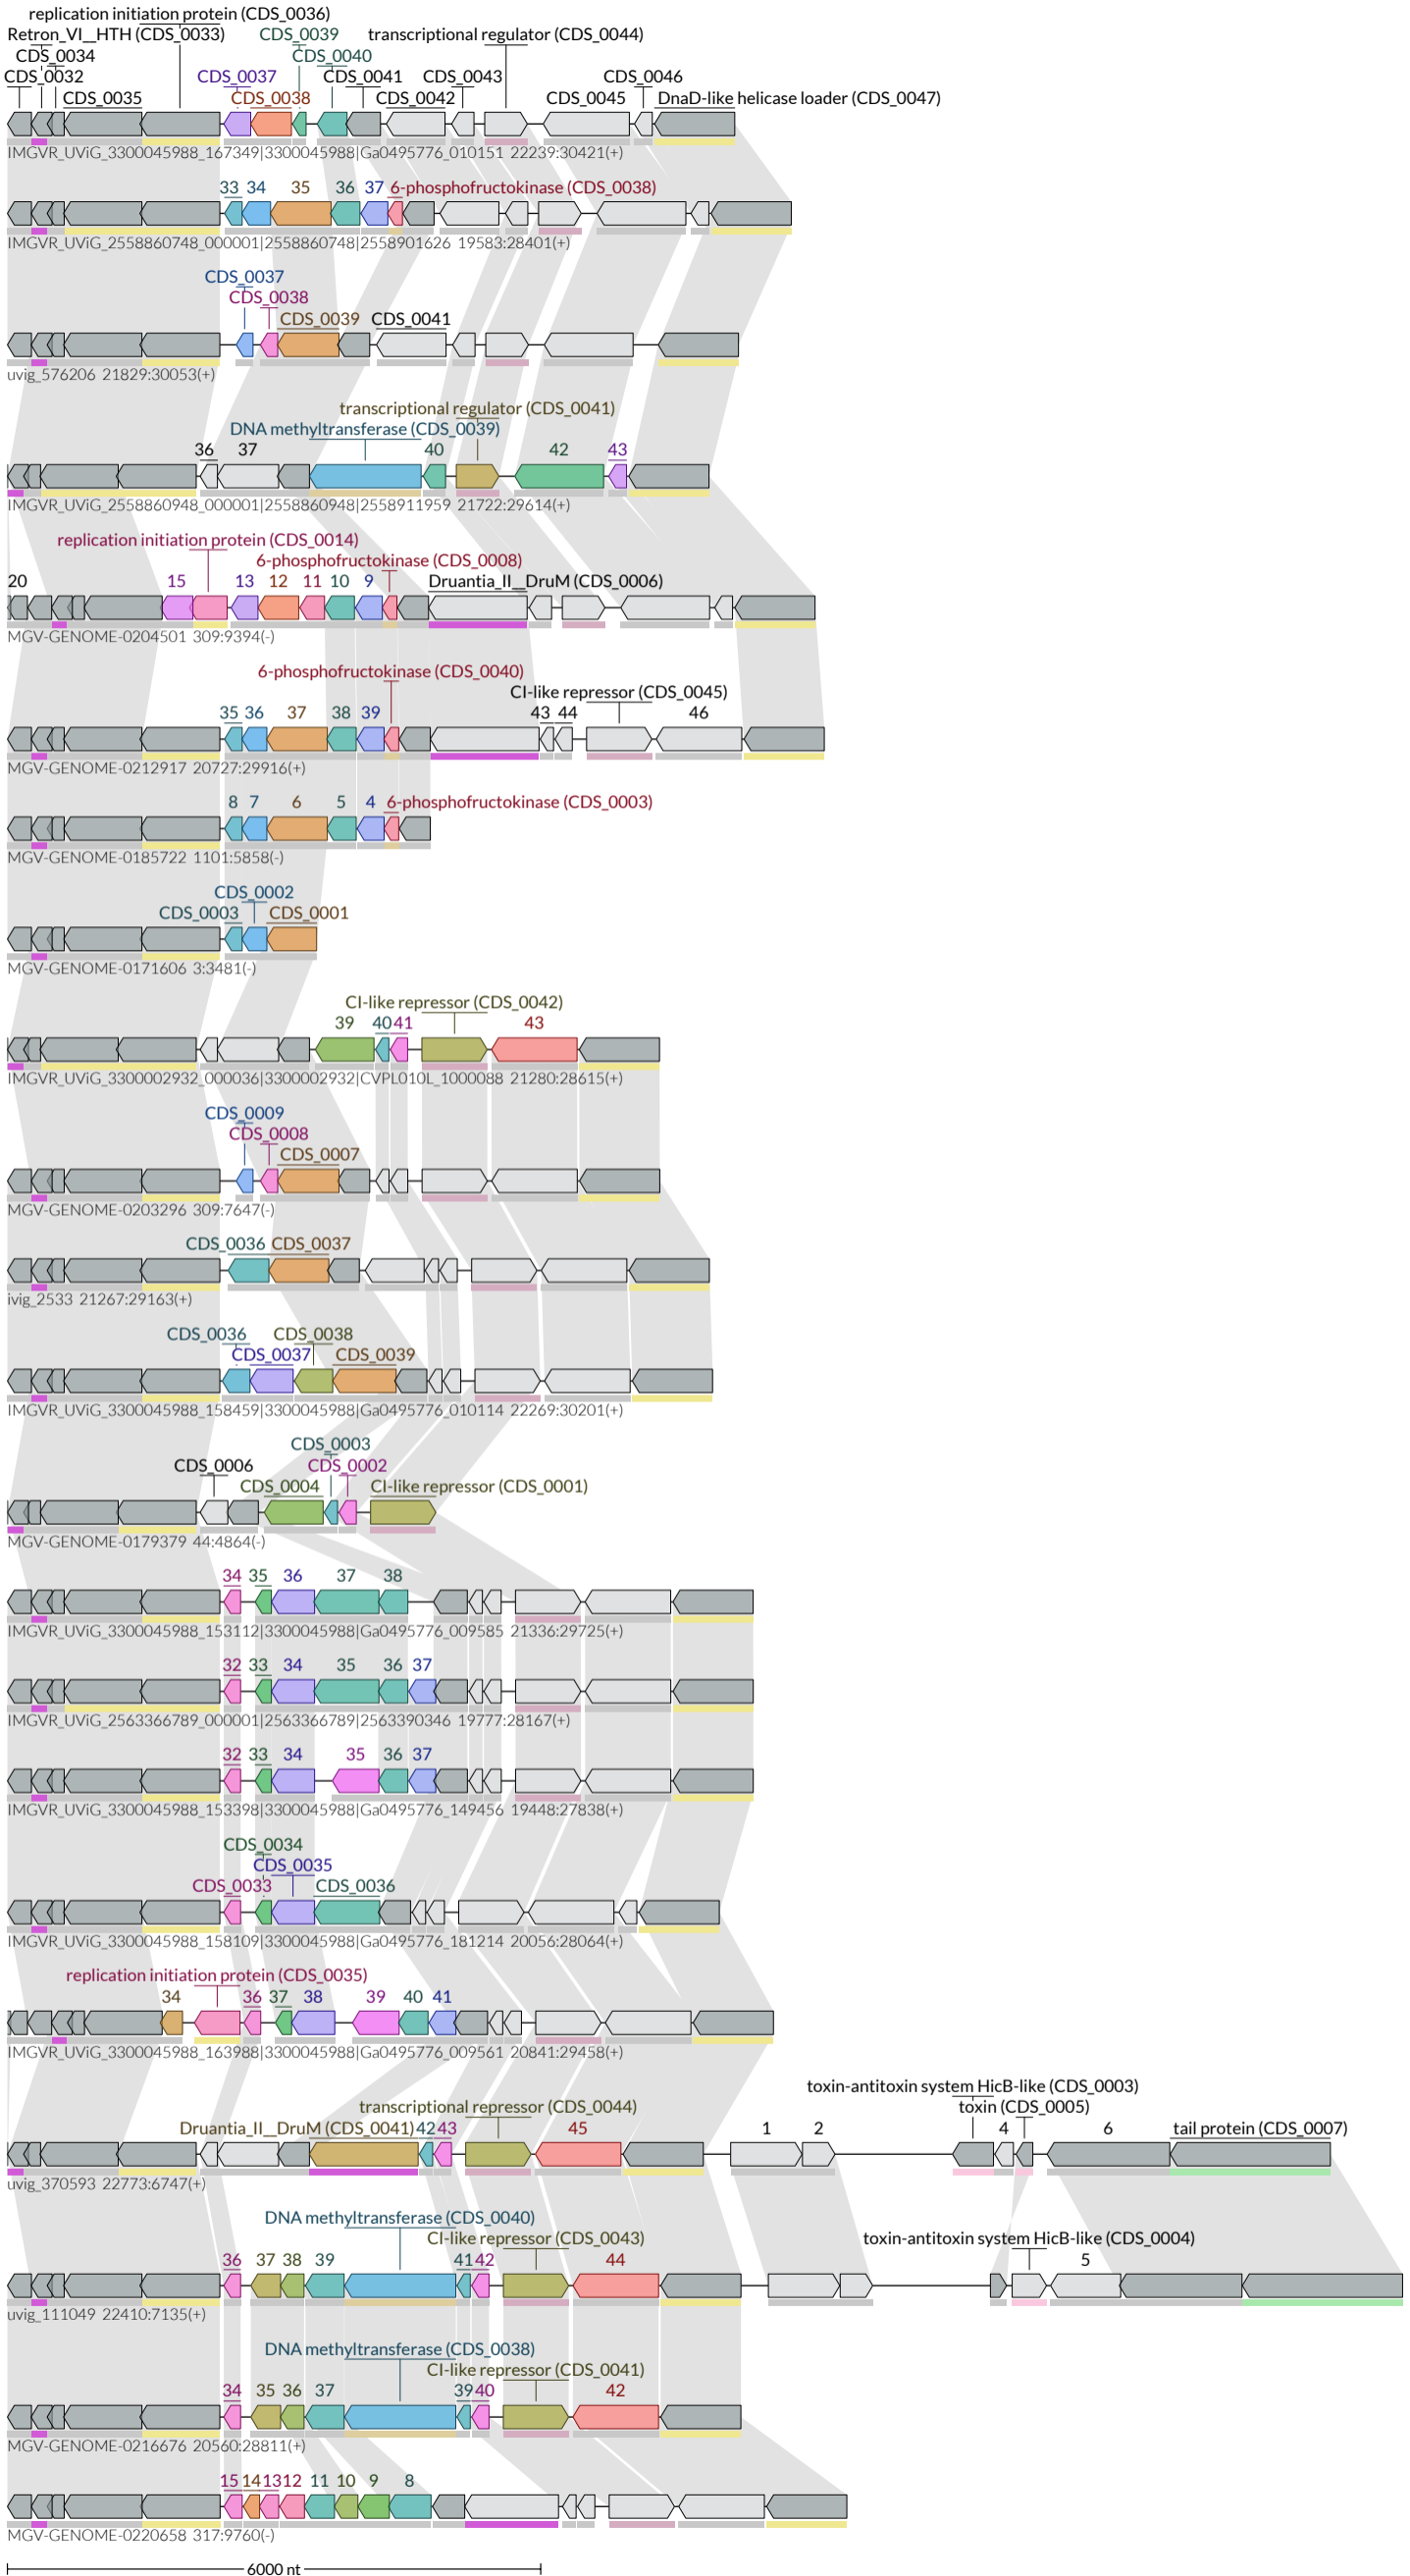 replication initiation protein (CDS_0036)
Retron_VI__HTH (CDS_0033) CDS_0039 transcriptional regulator (CDS_0044)
CDS_0034 CDS_0040
CDS_0032 CDS_0037 CDS_0041 CDS_0043 CDS_0046
CDS_0035 CDS_0038 CDS_0042 CDS_0045 DnaD-like helicase loader (CDS_0047)
IMGVR_UViG_3300045988_167349|3300045988|Ga0495776_010151 22239:30421(+)
33 34 35 36 37 6-phosphofructokinase (CDS_0038)
IMGVR_UViG_2558860748_000001|2558860748|2558901626 19583:28401(+)
CDS_0037
CDS_0038
CDS_0039 CDS_0041
uvig_576206 21829:30053(+)
transcriptional regulator (CDS_0041)
DNA methyltransferase (CDS_0039)
36 37 40 42 43
IMGVR_UViG_2558860948_000001|2558860948|2558911959 21722:29614(+)
replication initiation protein (CDS_0014)
6-phosphofructokinase (CDS_0008)
20 15 13 12 11 10 9 Druantia_II__DruM (CDS_0006)
MGV-GENOME-0204501 309:9394(-)
6-phosphofructokinase (CDS_0040)
CI-like repressor (CDS_0045)
35 36 37 38 39 43 44 46
MGV-GENOME-0212917 20727:29916(+)
8 7 6 5 4 6-phosphofructokinase (CDS_0003)
MGV-GENOME-0185722 1101:5858(-)
CDS_0002
CDS_0003 CDS_0001
MGV-GENOME-0171606 3:3481(-)
CI-like repressor (CDS_0042)
39 40 41 43
IMGVR_UViG_3300002932_000036|3300002932|CVPL010L_1000088 21280:28615(+)
CDS_0009
CDS_0008
CDS_0007
MGV-GENOME-0203296 309:7647(-)
CDS_0036 CDS_0037
ivig_2533 21267:29163(+)
CDS_0036 CDS_0038
CDS_0037 CDS_0039
IMGVR_UViG_3300045988_158459|3300045988|Ga0495776_010114 22269:30201(+)
CDS_0003
CDS_0006 CDS_0002
CDS_0004 CI-like repressor (CDS_0001)
MGV-GENOME-0179379 44:4864(-)
34 35 36 37 38
IMGVR_UViG_3300045988_153112|3300045988|Ga0495776_009585 21336:29725(+)
32 33 34 35 36 37
IMGVR_UViG_2563366789_000001|2563366789|2563390346 19777:28167(+)
32 33 34 35 36 37
IMGVR_UViG_3300045988_153398|3300045988|Ga0495776_149456 19448:27838(+)
CDS_0034
CDS_0035
CDS_0033 CDS_0036
IMGVR_UViG_3300045988_158109|3300045988|Ga0495776_181214 20056:28064(+)
replication initiation protein (CDS_0035)
34 36 37 38 39 40 41
IMGVR_UViG_3300045988_163988|3300045988|Ga0495776_009561 20841:29458(+)
toxin-antitoxin system HicB-like (CDS_0003)
transcriptional repressor (CDS_0044) toxin (CDS_0005)
Druantia_II__DruM (CDS_0041) 42 43 45 1 2 4 6 tail protein (CDS_0007)
uvig_370593 22773:6747(+)
DNA methyltransferase (CDS_0040)
CI-like repressor (CDS_0043) toxin-antitoxin system HicB-like (CDS_0004)
36 37 38 39 41 42 44 5
uvig_111049 22410:7135(+)
DNA methyltransferase (CDS_0038)
CI-like repressor (CDS_0041)
34 35 36 37 39 40 42
MGV-GENOME-0216676 20560:28811(+)
15 14 13 12 11 10 9 8
MGV-GENOME-0220658 317:9760(-)
6000 nt